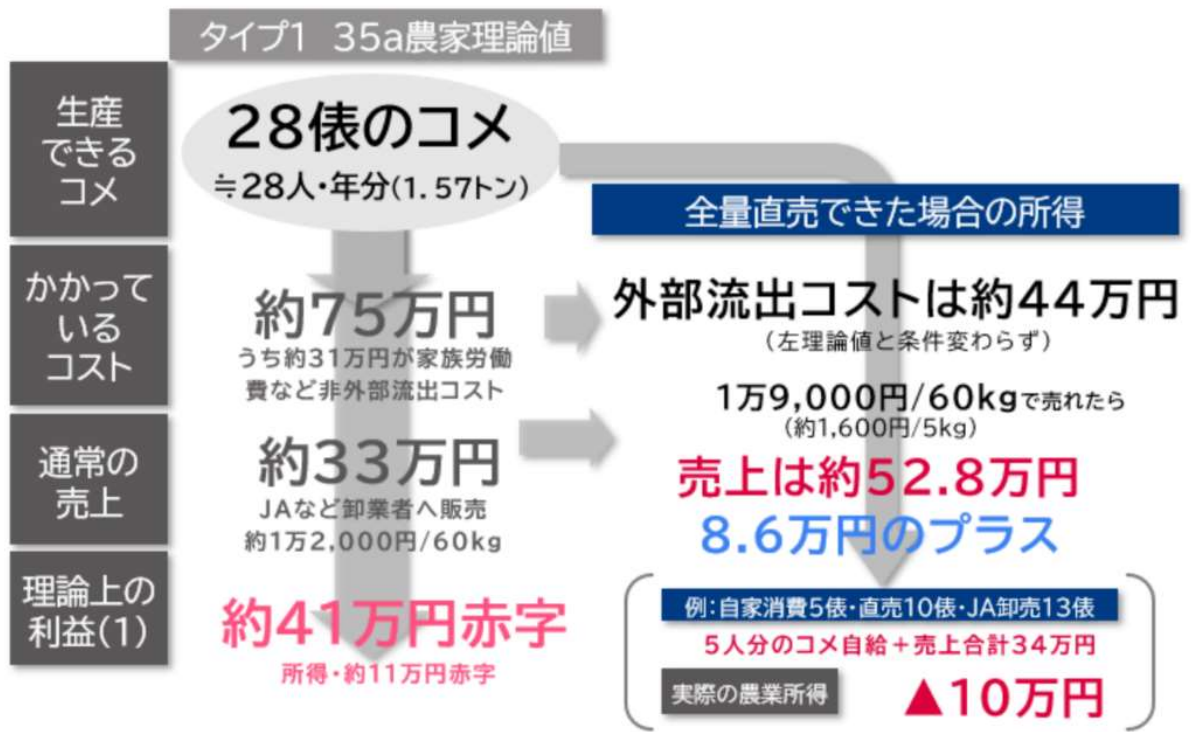 タイプ1 35a農家理論値
生産
できる
コメ
28俵のコメ
≒28人・年分(1.57トン)
全量直売できた場合の所得
かかって
いる
コスト
約75万円
うち約31万円が家族労働
費など非外部流出コスト
外部流出コストは約44万円
(左理論値と条件変わらず)
1万9,000円/60kgで売れたら
(約1,600円/5kg)
通常の
売上
約33万円
JAなど卸業者へ販売
約1万2,000円/60kg
売上は約52.8万円
8.6万円のプラス
理論上の
利益(1)
約41万円赤字
所得・約11万円赤字
例:自家消費5俵・直売10俵・JA卸売13俵
5人分のコメ自給+売上合計34万円
実際の農業所得
▲10万円